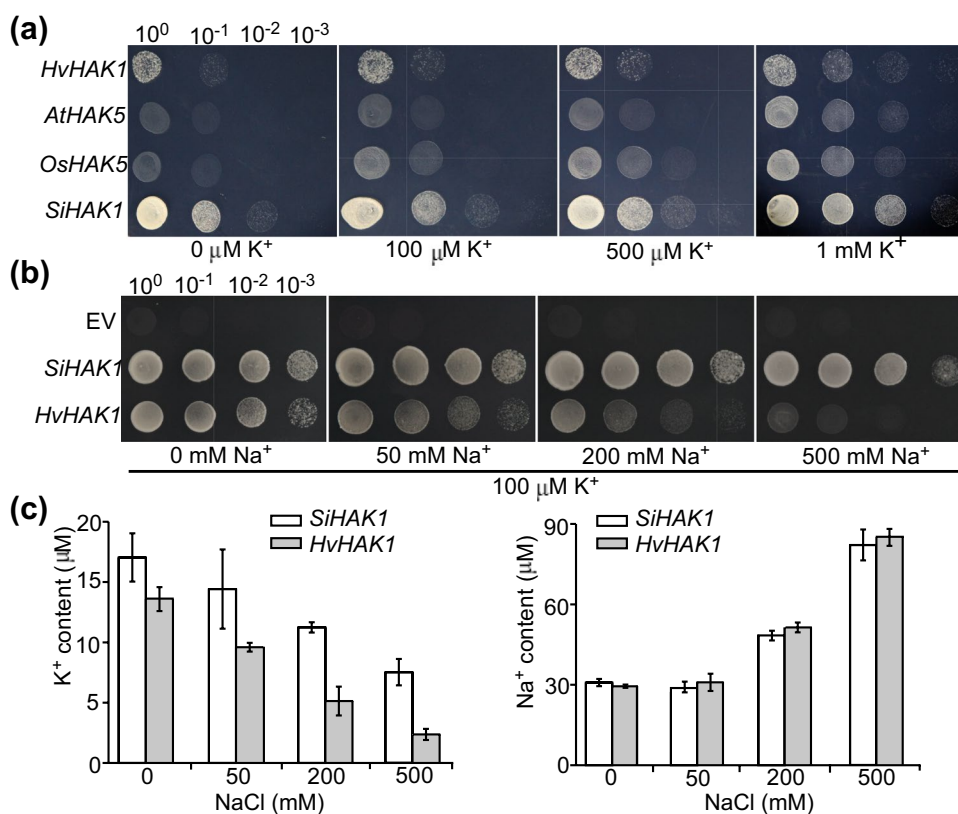 (a)
10⁰ 10⁻¹ 10⁻² 10⁻³
HvHAK1
AtHAK5
OsHAK5
SiHAK1
0 μM K⁺ 100 μM K⁺ 500 μM K⁺ 1 mM K⁺
(b)
10⁰ 10⁻¹ 10⁻² 10⁻³
EV
SiHAK1
HvHAK1
0 mM Na⁺ 50 mM Na⁺ 200 mM Na⁺ 500 mM Na⁺
100 μM K⁺
(c)
K⁺ content (μM)
20
15
10
5
0
SiHAK1
HvHAK1
0 50 200 500
NaCl (mM)
Na⁺ content (μM)
90
60
30
0
SiHAK1
HvHAK1
0 50 200 500
NaCl (mM)